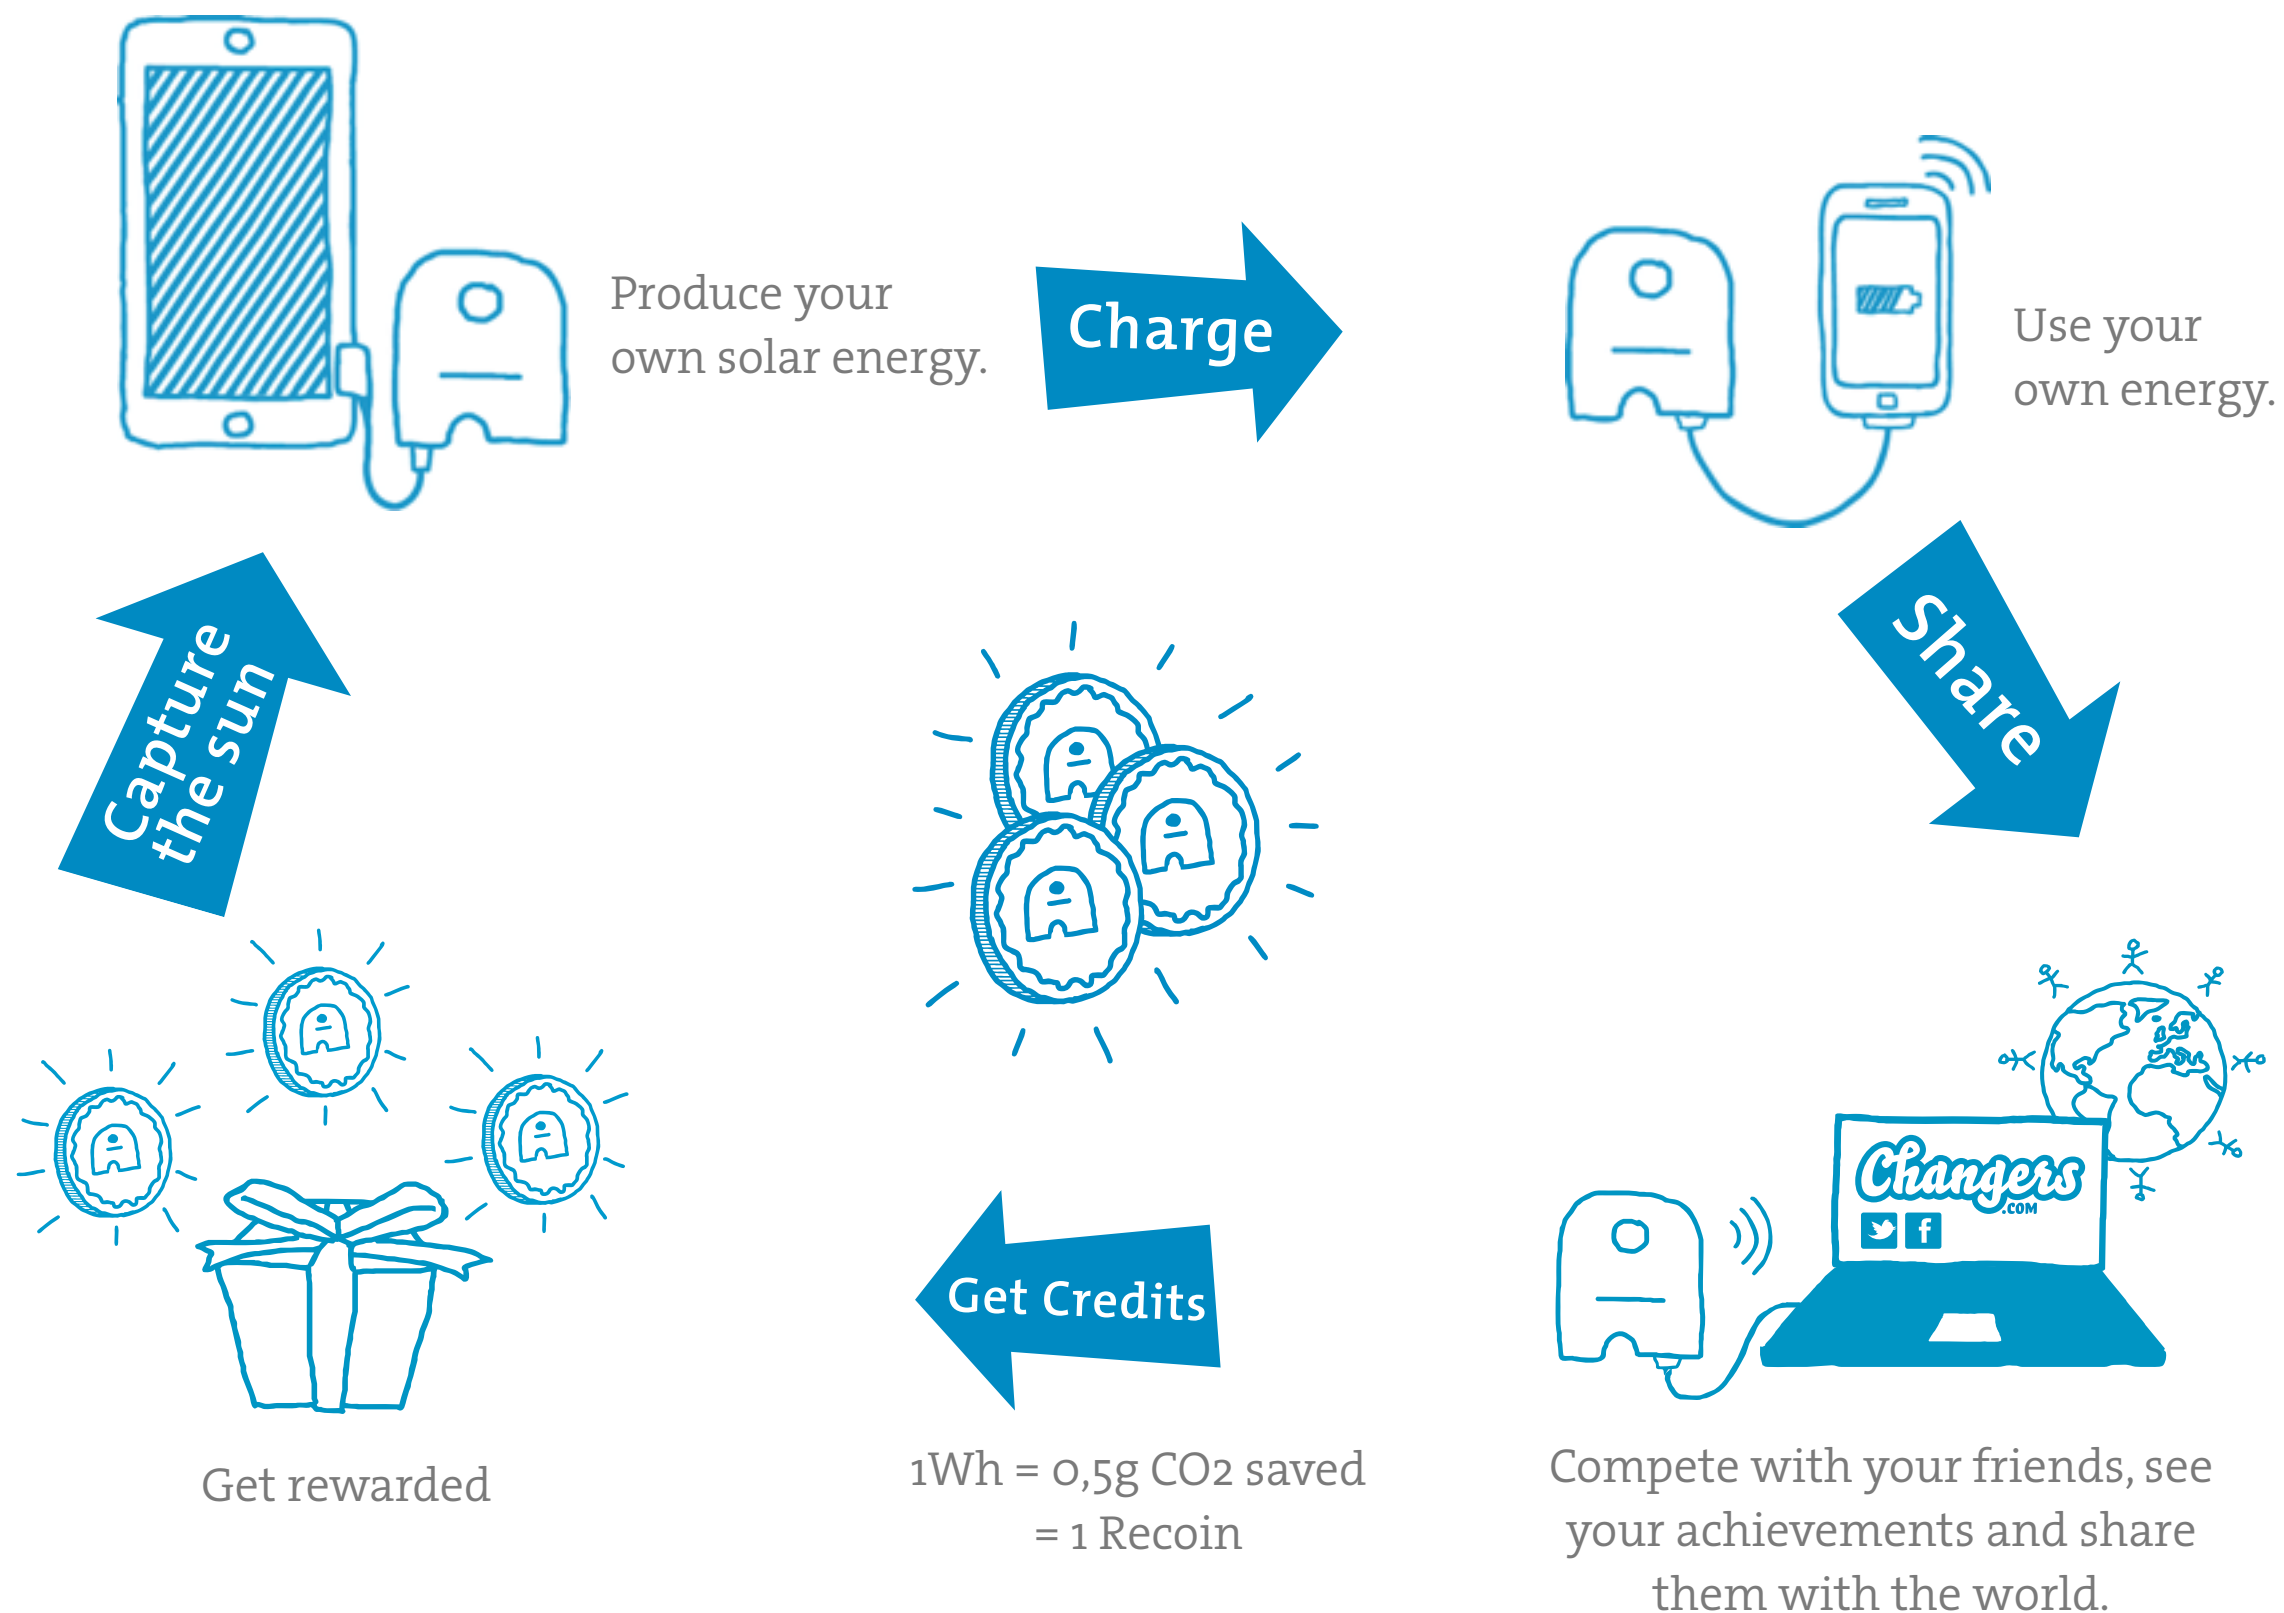 Produce your
own solar energy.
Charge
Use your
own energy.
Share
Capture
the sun
Changers
.COM
Get Credits
Get rewarded
1Wh = 0,5g CO2 saved
= 1 Recoin
Compete with your friends, see
your achievements and share
them with the world.